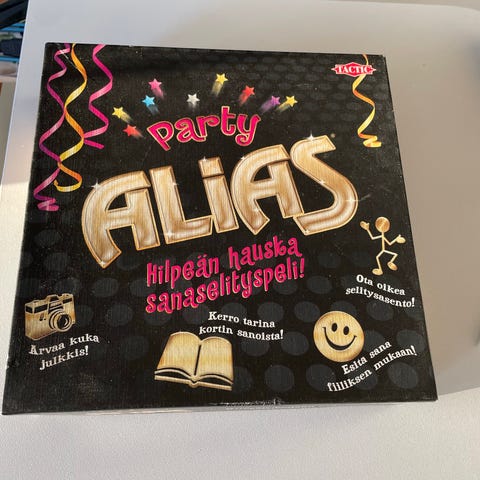 TACTIC
Party
ALiAS
Hilpeän hauska
sanaselityspeli!
Ota oikea
selitysasento!
Kerro tarina
kortin sanoista!
Arvaa kuka
julkkis!
Esitä sana
fiiliksen mukaan!